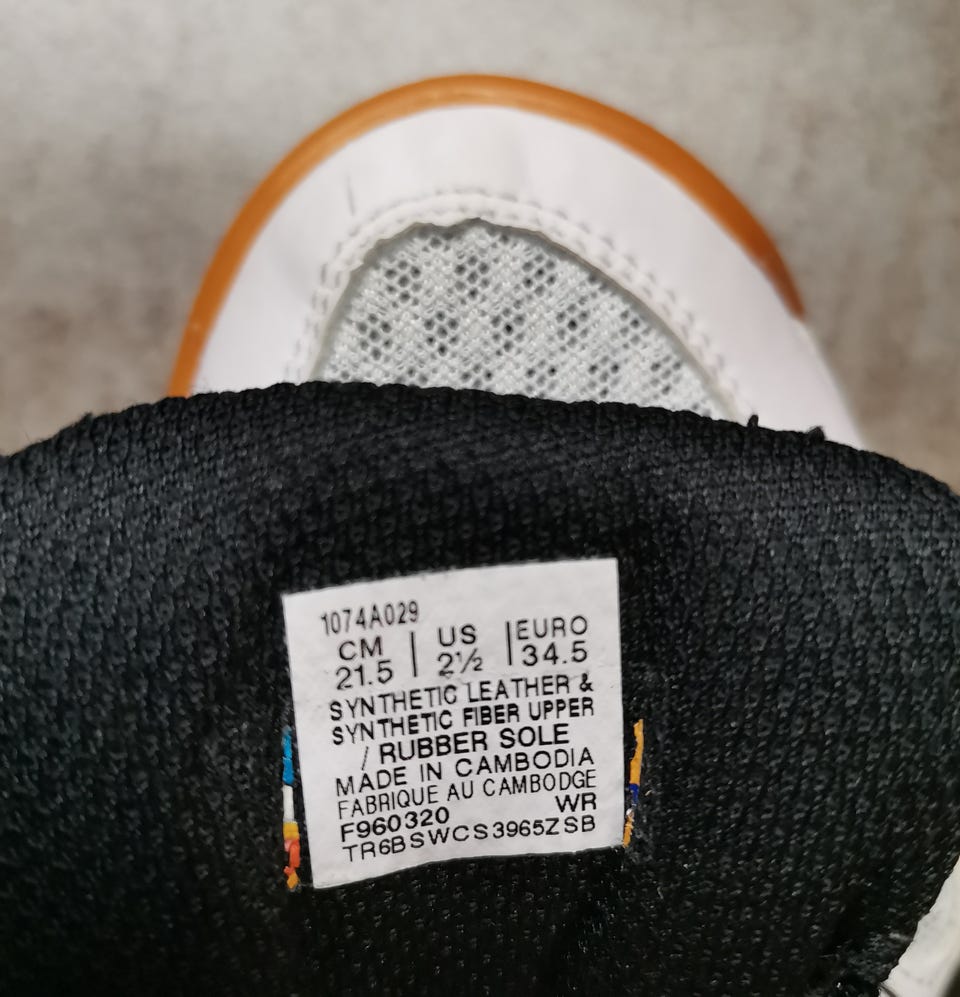 1074A029
CM | US | EURO
21.5 2½ 34.5
SYNTHETIC LEATHER &
SYNTHETIC FIBER UPPER
/ RUBBER SOLE
MADE IN CAMBODIA
FABRIQUE AU CAMBODGE
F960320 WR
TR6BSWCS3965ZSB